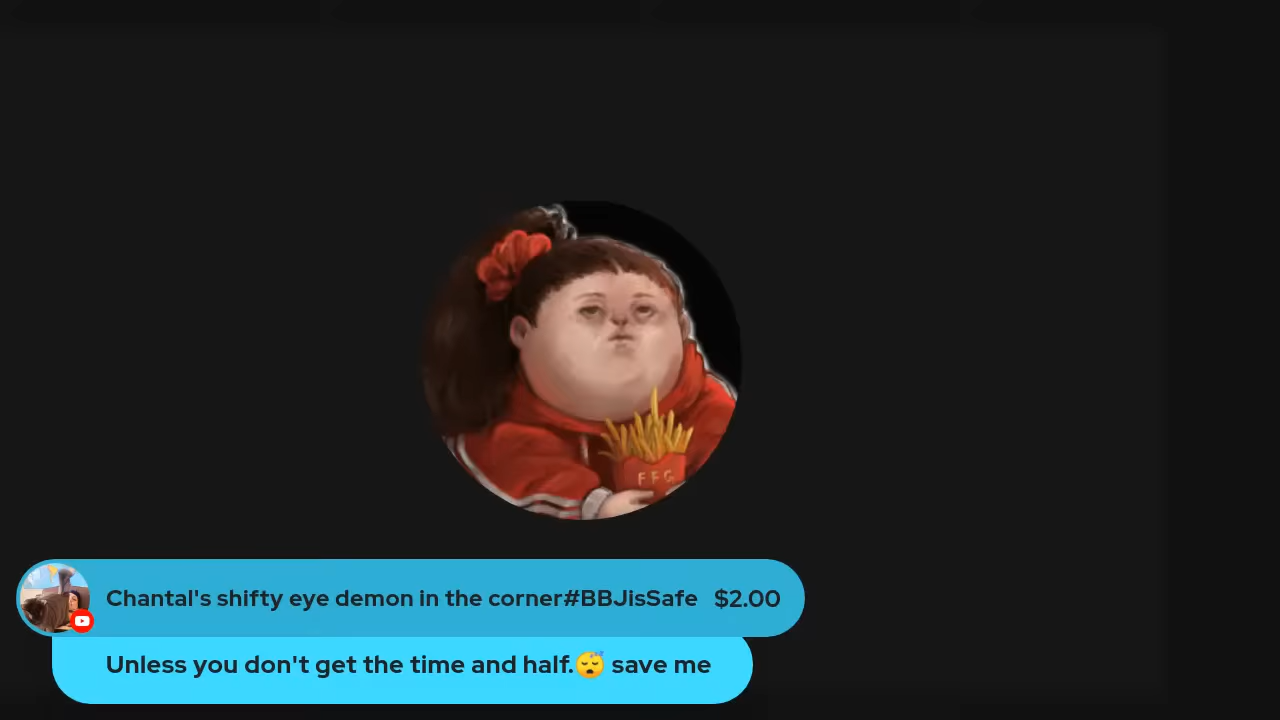 FFG
Chantal's shifty eye demon in the corner#BBJisSafe $2.00
Unless you don't get the time and half.😴 save me